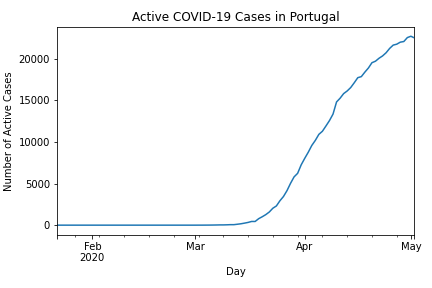 Active COVID-19 Cases in Portugal
Number of Active Cases
20000
15000
10000
5000
0
Feb
2020
Mar
Apr
May
Day